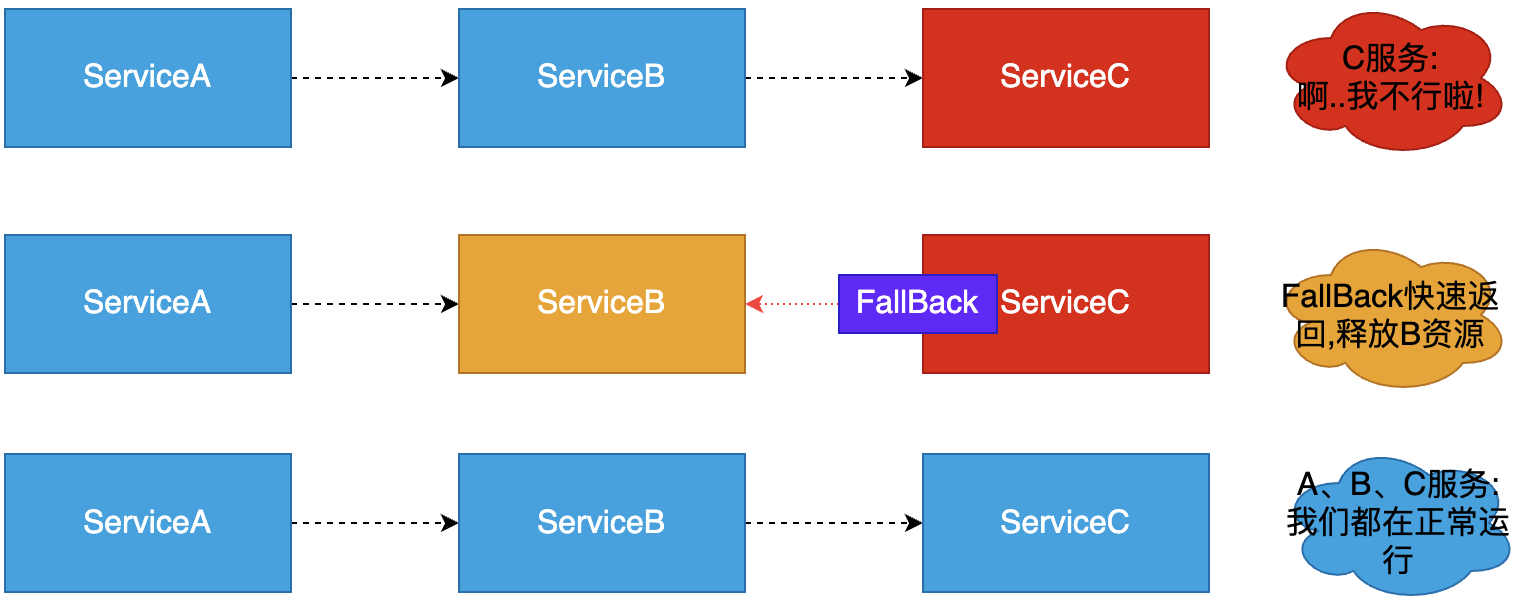 ServiceA
ServiceB
ServiceC
C服务:
啊..我不行啦!
ServiceA
ServiceB
FallBack
ServiceC
FallBack快速返
回,释放B资源
ServiceA
ServiceB
ServiceC
A、B、C服务:
我们都在正常运
行